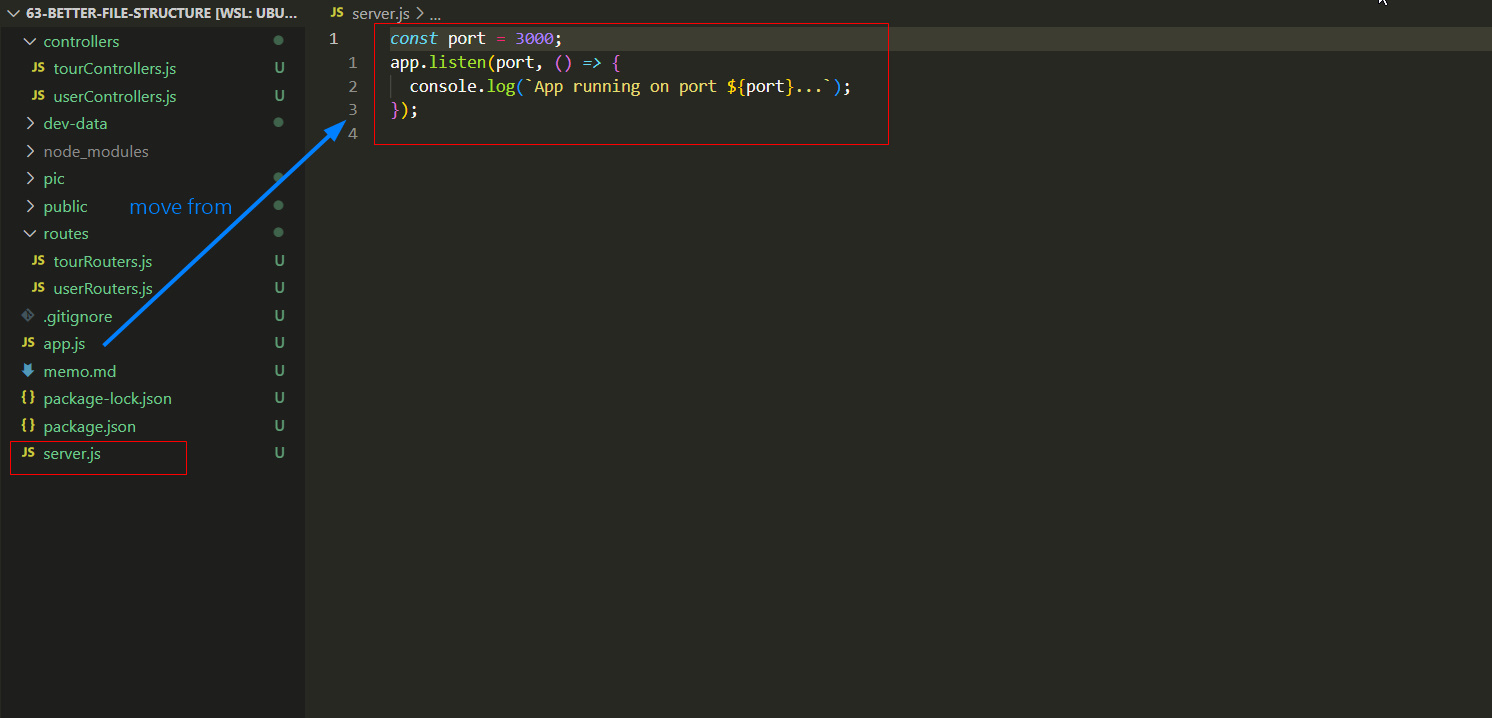 63-BETTER-FILE-STRUCTURE [WSL: UBU...
controllers
JS tourControllers.js U
JS userControllers.js U
dev-data
node_modules
pic
public
move from
routes
JS tourRouters.js U
JS userRouters.js U
.gitignore U
JS app.js U
memo.md U
{} package-lock.json U
{} package.json U
JS server.js U
JS server.js > ...
1 const port = 3000;
1 app.listen(port, () => {
2 console.log(`App running on port ${port}...`);
3 });
4